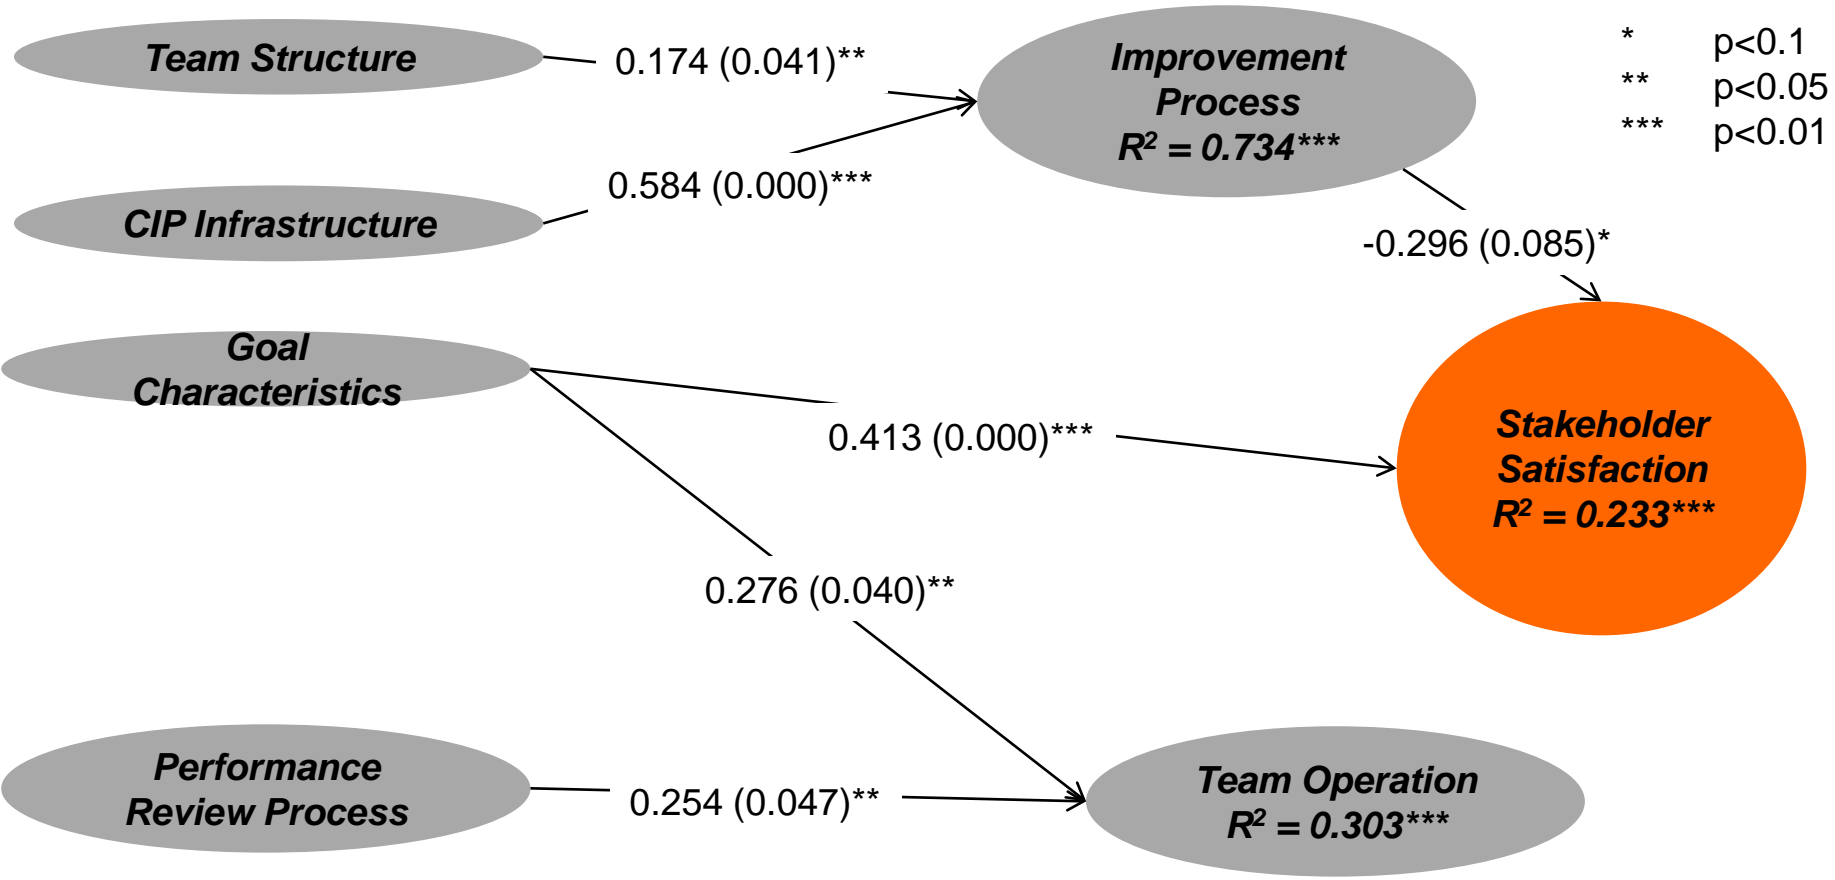 Team Structure
0.174 (0.041)**
Improvement
Process
R² = 0.734***
* p<0.1
** p<0.05
*** p<0.01
CIP Infrastructure
0.584 (0.000)***
-0.296 (0.085)*
Goal
Characteristics
0.413 (0.000)***
Stakeholder
Satisfaction
R² = 0.233***
0.276 (0.040)**
Performance
Review Process
0.254 (0.047)**
Team Operation
R² = 0.303***